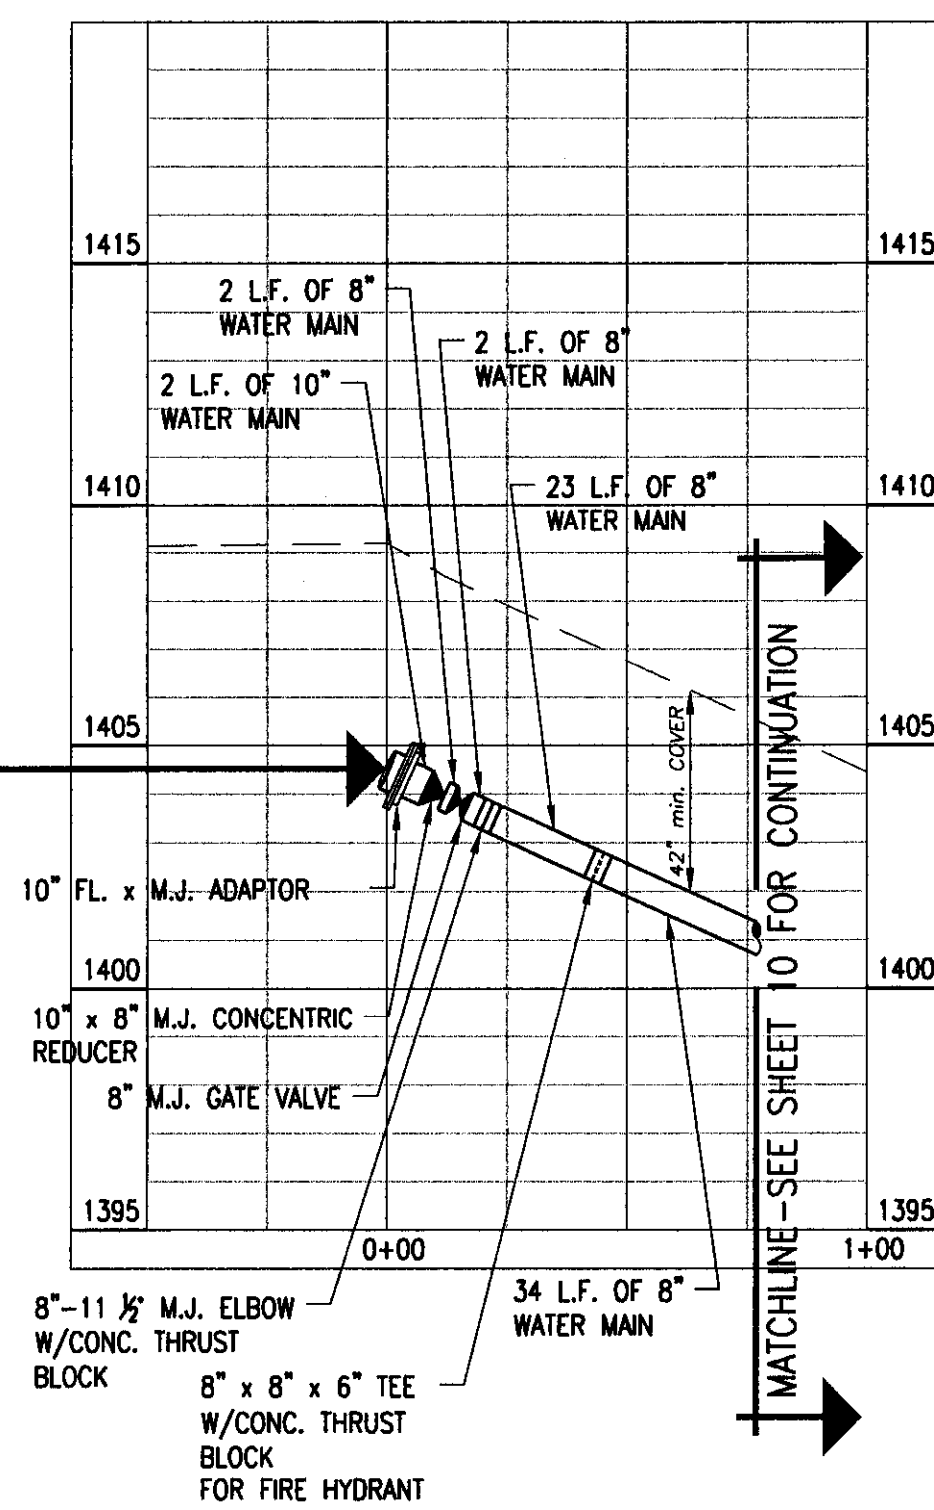 1415
1415
2 L.F. OF 8"
WATER MAIN
2 L.F. OF 8"
WATER MAIN
2 L.F. OF 10"
WATER MAIN
1410
1410
23 L.F. OF 8"
WATER MAIN
1405
1405
42" min. COVER
10" FL. x M.J. ADAPTOR
1400
1400
10" x 8" M.J. CONCENTRIC
REDUCER
8" M.J. GATE VALVE
1395
1395
0+00
1+00
MATCHLINE-SEE SHEET 10 FOR CONTINUATION
8"-11 ½° M.J. ELBOW
W/CONC. THRUST
BLOCK
34 L.F. OF 8"
WATER MAIN
8" x 8" x 6" TEE
W/CONC. THRUST
BLOCK
FOR FIRE HYDRANT